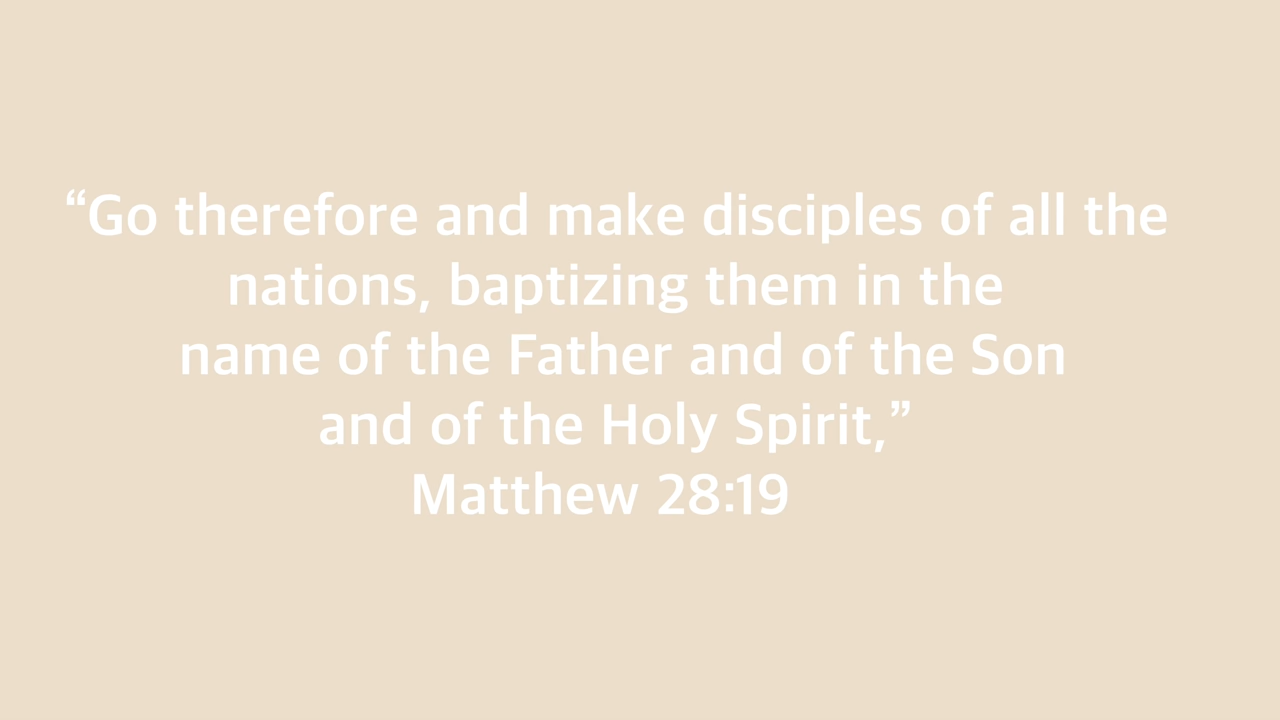 “Go therefore and make disciples of all the
nations, baptizing them in the
name of the Father and of the Son
and of the Holy Spirit,”
Matthew 28:19